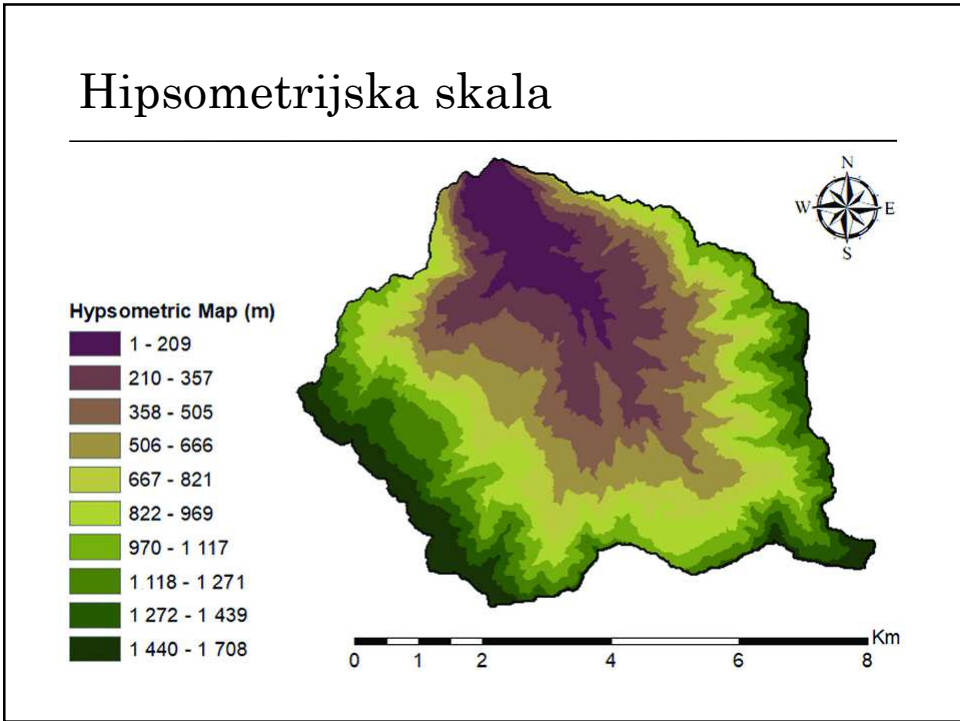 Hipsometrijska skala
N
W E
S
Hypsometric Map (m)
1 - 209
210 - 357
358 - 505
506 - 666
667 - 821
822 - 969
970 - 1 117
1 118 - 1 271
1 272 - 1 439
1 440 - 1 708
Km
0 1 2 4 6 8